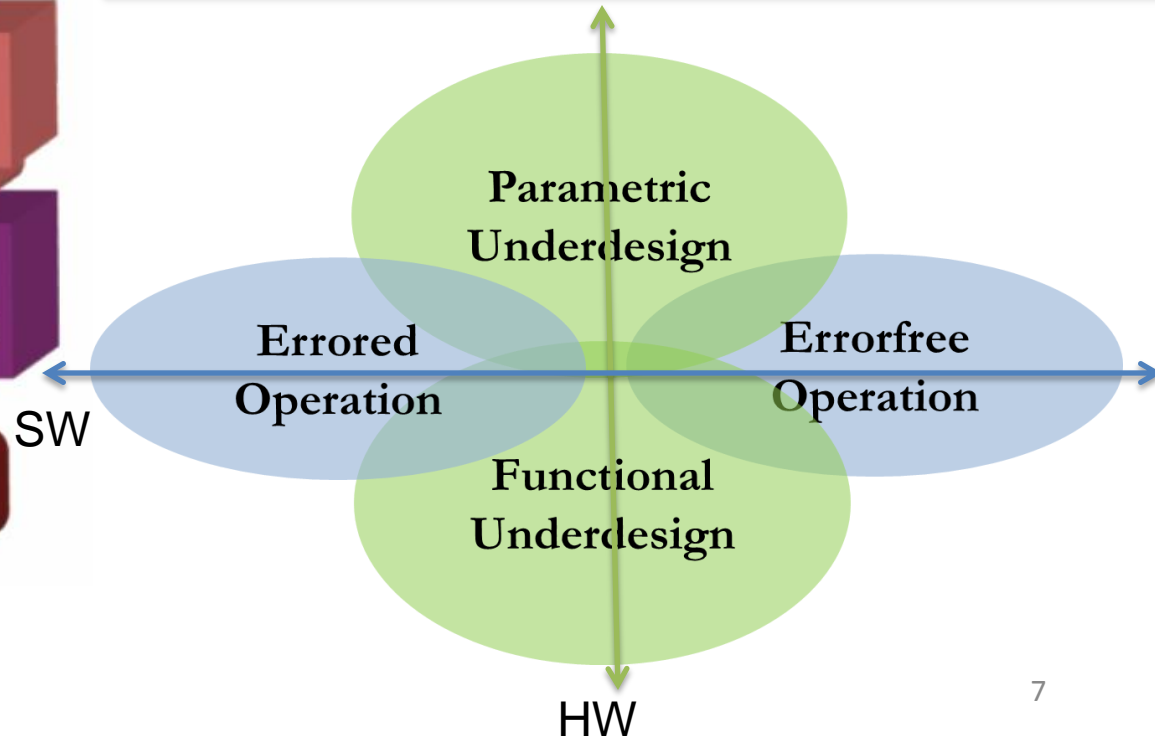 Parametric
Underdesign
Errored
Operation
Errorfree
Operation
SW
Functional
Underdesign
HW
7